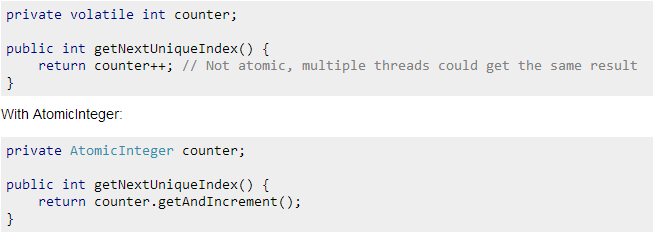 private volatile int counter;
public int getNextUniqueIndex() {
    return counter++; // Not atomic, multiple threads could get the same result
}
With AtomicInteger:
private AtomicInteger counter;
public int getNextUniqueIndex() {
    return counter.getAndIncrement();
}